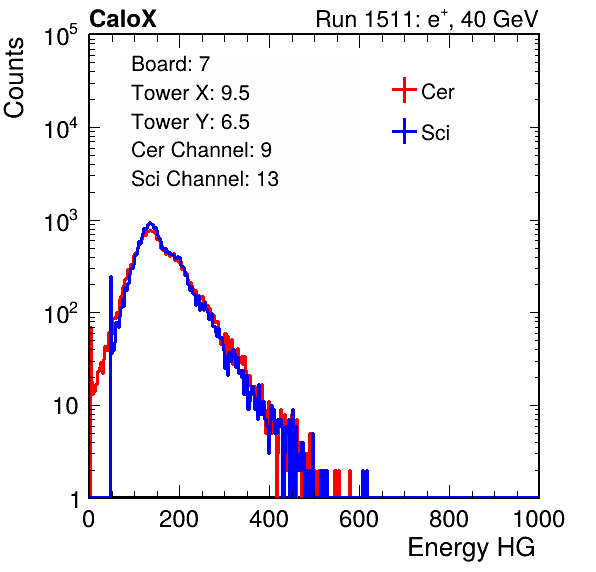 CaloX Run 1511: e+, 40 GeV
Counts
Board: 7
Tower X: 9.5
Tower Y: 6.5
Cer Channel: 9
Sci Channel: 13
Cer
Sci
10^5
10^4
10^3
10^2
10
1
0 200 400 600 800 1000
Energy HG